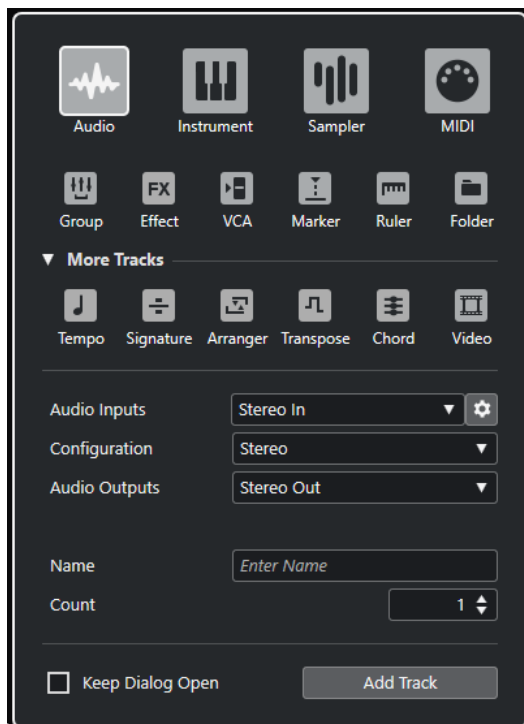 Audio Instrument Sampler MIDI
FX
Group Effect VCA Marker Ruler Folder
More Tracks
Tempo Signature Arranger Transpose Chord Video
Audio Inputs Stereo In
Configuration Stereo
Audio Outputs Stereo Out
Name Enter Name
Count 1
Keep Dialog Open Add Track